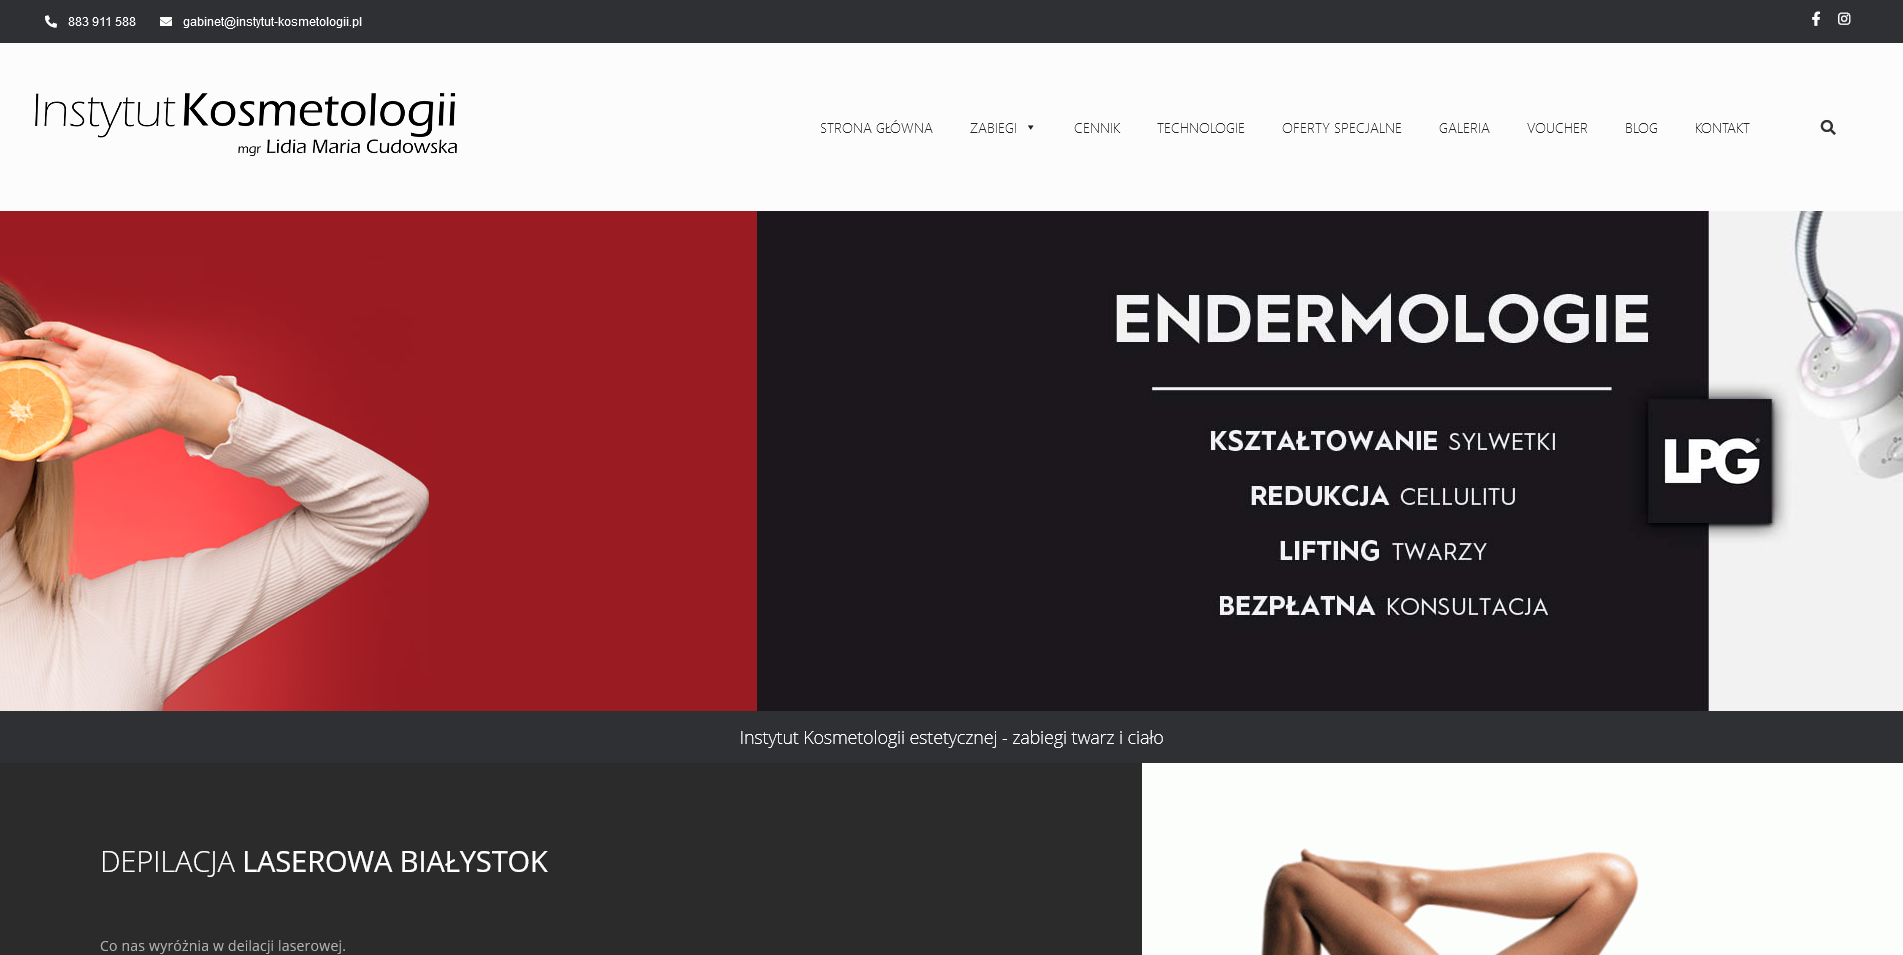 883 911 588 gabinet@instytut-kosmetologii.pl
Instytut Kosmetologii
mgr Lidia Maria Cudowska
STRONA GŁÓWNA ZABIEGI CENNIK TECHNOLOGIE OFERTY SPECJALNE GALERIA VOUCHER BLOG KONTAKT
ENDERMOLOGIE
KSZTAŁTOWANIE SYLWETKI
REDUKCJA CELLULITU
LPG
LIFTING TWARZY
BEZPŁATNA KONSULTACJA
Instytut Kosmetologii estetycznej - zabiegi twarz i ciało
DEPILACJA LASEROWA BIAŁYSTOK
Co nas wyróżnia w deilacji laserowej.